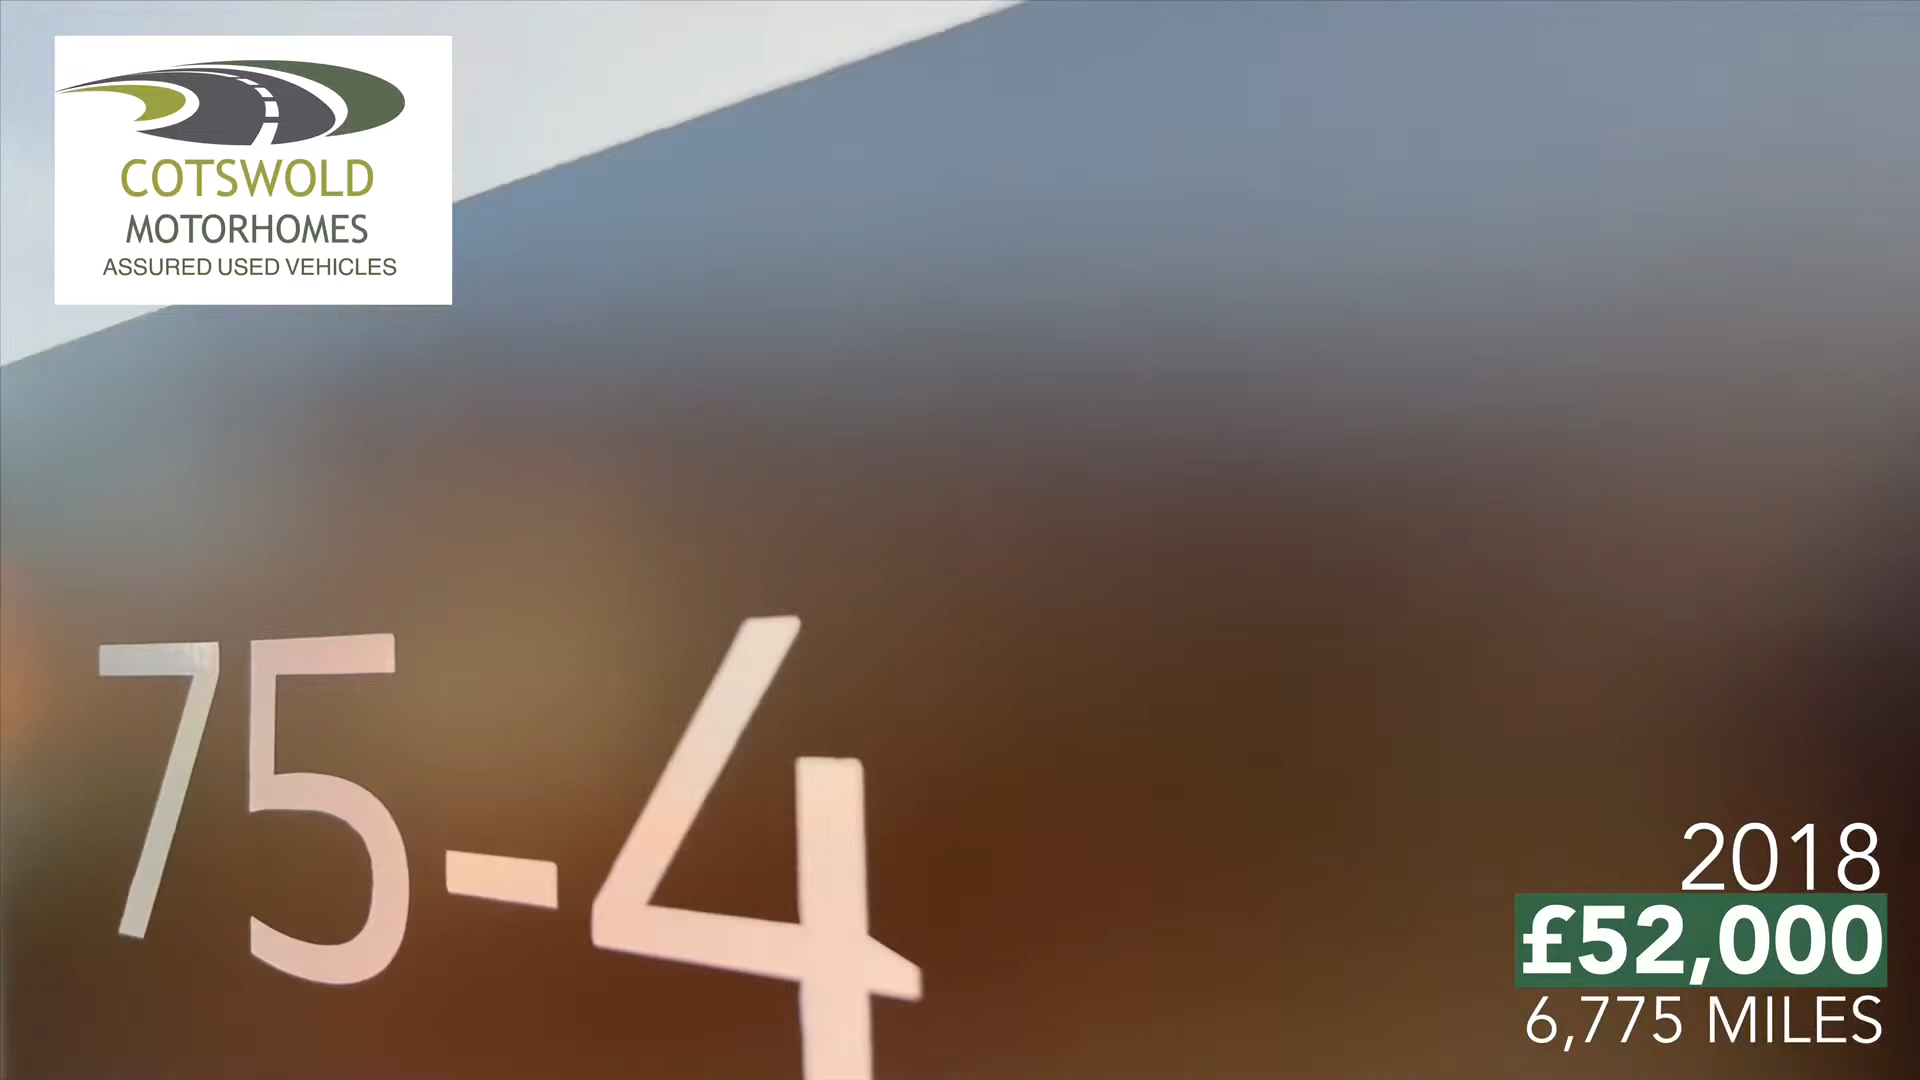 COTSWOLD
MOTORHOMES
ASSURED USED VEHICLES
75-4
2018
£52,000
6,775 MILES